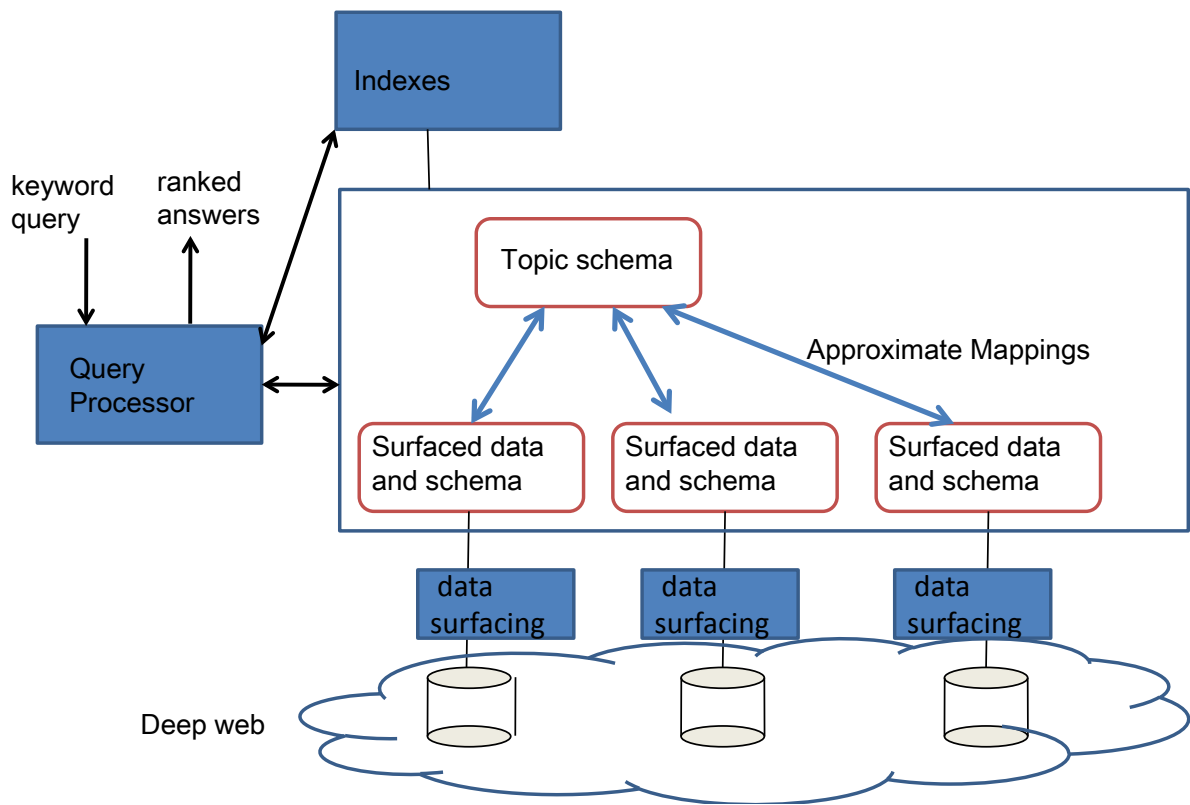 Indexes
keyword
query
ranked
answers
Topic schema
Query
Processor
Approximate Mappings
Surfaced data
and schema
Surfaced data
and schema
Surfaced data
and schema
data
surfacing
data
surfacing
data
surfacing
Deep web